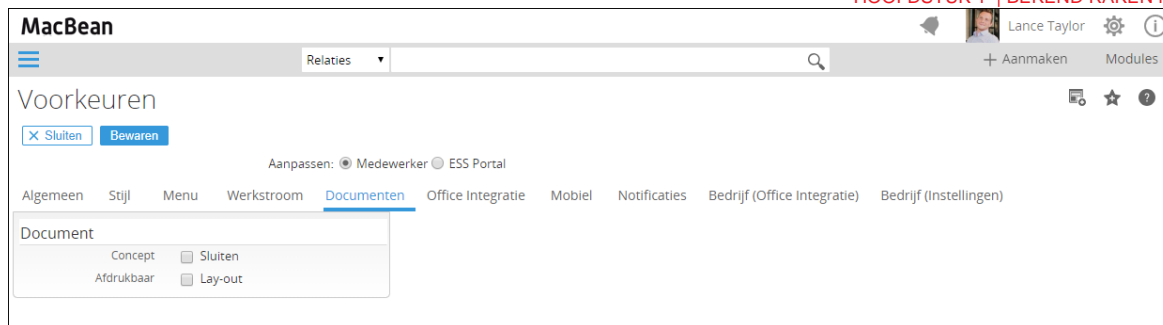 MacBean
Lance Taylor
Relaties
+ Aanmaken
Modules
Voorkeuren
× Sluiten
Bewaren
Aanpassen: Medewerker ESS Portal
Algemeen Stijl Menu Werkstroom Documenten Office Integratie Mobiel Notificaties Bedrijf (Office Integratie) Bedrijf (Instellingen)
Document
Concept Sluiten
Afdrukbaar Lay-out